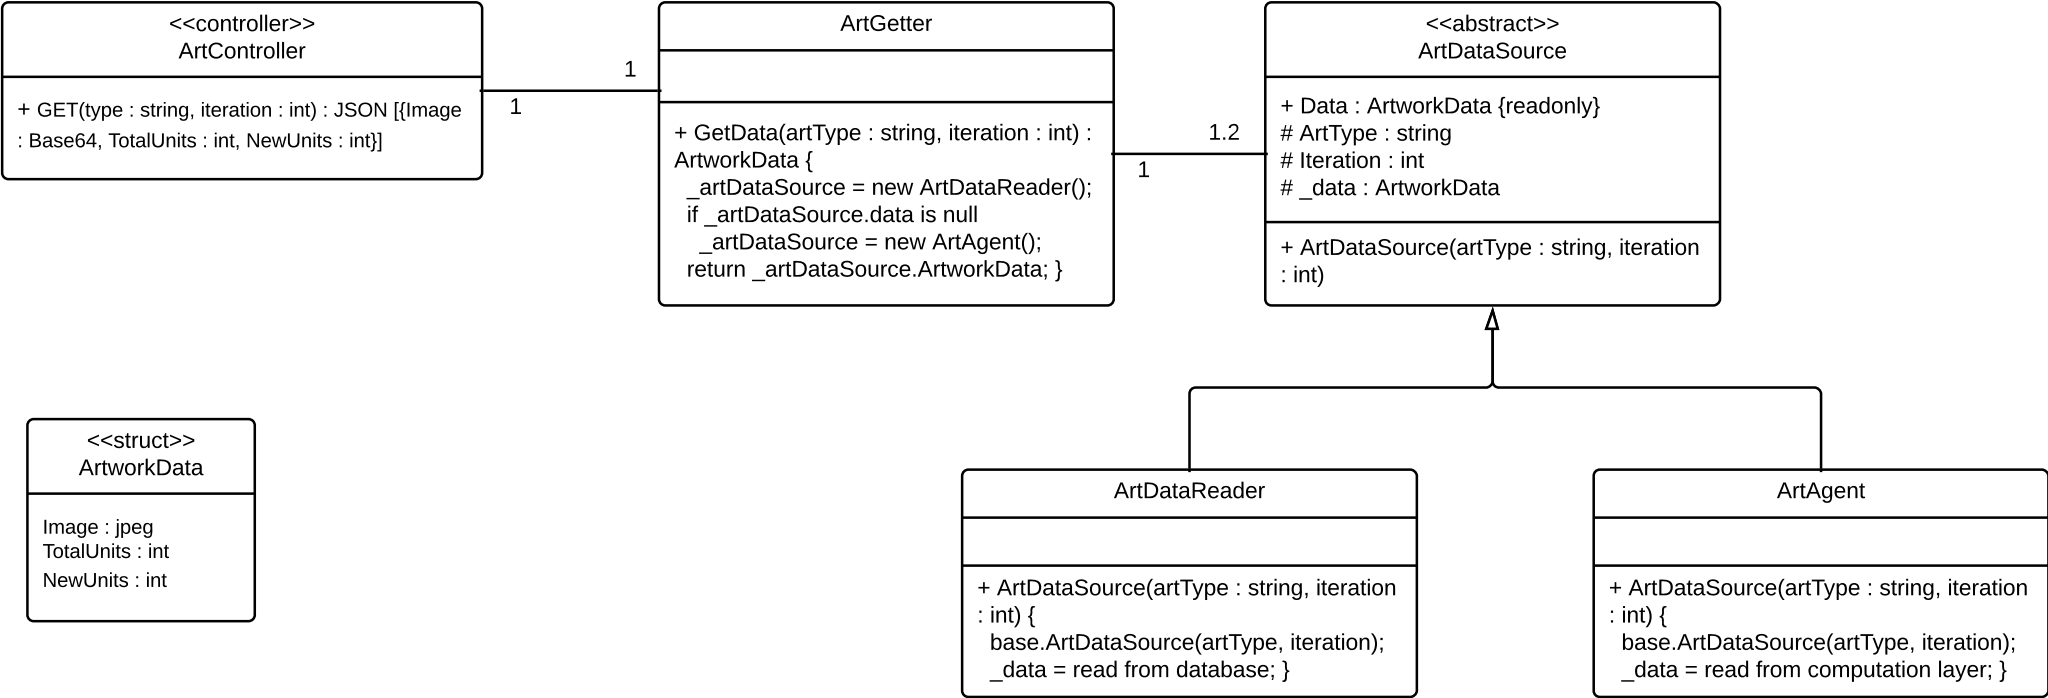 <<controller>>
ArtController
+ GET(type : string, iteration : int) : JSON [{Image
: Base64, TotalUnits : int, NewUnits : int}]
1
1
ArtGetter
+ GetData(artType : string, iteration : int) :
ArtworkData {
_artDataSource = new ArtDataReader();
if _artDataSource.data is null
_artDataSource = new ArtAgent();
return _artDataSource.ArtworkData; }
1.2
1
<<abstract>>
ArtDataSource
+ Data : ArtworkData {readonly}
# ArtType : string
# Iteration : int
# _data : ArtworkData
+ ArtDataSource(artType : string, iteration
: int)
<<struct>>
ArtworkData
Image : jpeg
TotalUnits : int
NewUnits : int
ArtDataReader
+ ArtDataSource(artType : string, iteration
: int) {
base.ArtDataSource(artType, iteration);
_data = read from database; }
ArtAgent
+ ArtDataSource(artType : string, iteration
: int) {
base.ArtDataSource(artType, iteration);
_data = read from computation layer; }